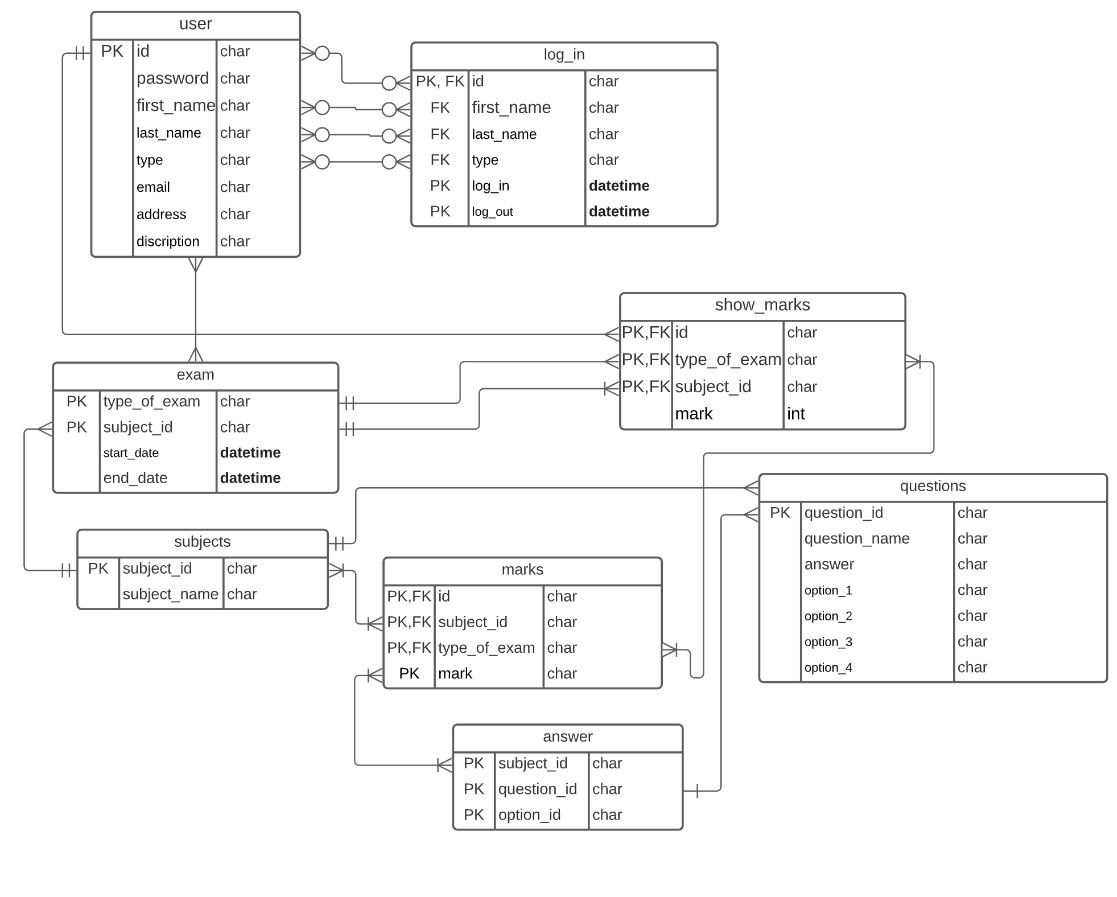 user
PK id char
password char
first_name char
last_name char
type char
email char
address char
discription char
log_in
PK, FK id char
FK first_name char
FK last_name char
FK type char
PK log_in datetime
PK log_out datetime
show_marks
PK,FK id char
PK,FK type_of_exam char
PK,FK subject_id char
mark int
exam
PK type_of_exam char
PK subject_id char
start_date datetime
end_date datetime
questions
PK question_id char
question_name char
answer char
option_1 char
option_2 char
option_3 char
option_4 char
subjects
PK subject_id char
subject_name char
marks
PK,FK id char
PK,FK subject_id char
PK,FK type_of_exam char
PK mark char
answer
PK subject_id char
PK question_id char
PK option_id char